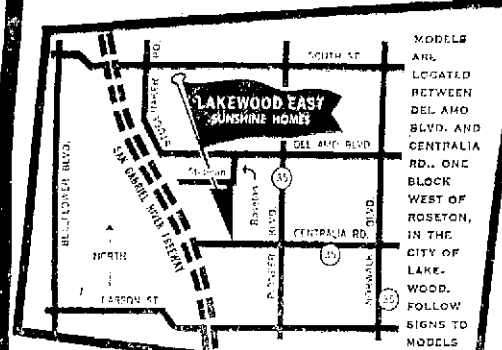 SOUTH ST.
LAKEWOOD EAST
SUNSHINE HOMES
DEL AMO BLVD.
BELLFLOWER BLVD.
SAN GABRIEL RIVER FREEWAY
Roseton
35
PIONEER BLVD.
CENTRALIA RD.
35
NORWALK BLVD.
35
NORTH
CARSON ST.
MODELS
ARE
LOCATED
BETWEEN
DEL AMO
BLVD. AND
CENTRALIA
RD., ONE
BLOCK
WEST OF
ROSETON,
IN THE
CITY OF
LAKE-
WOOD.
FOLLOW
SIGNS TO
MODELS